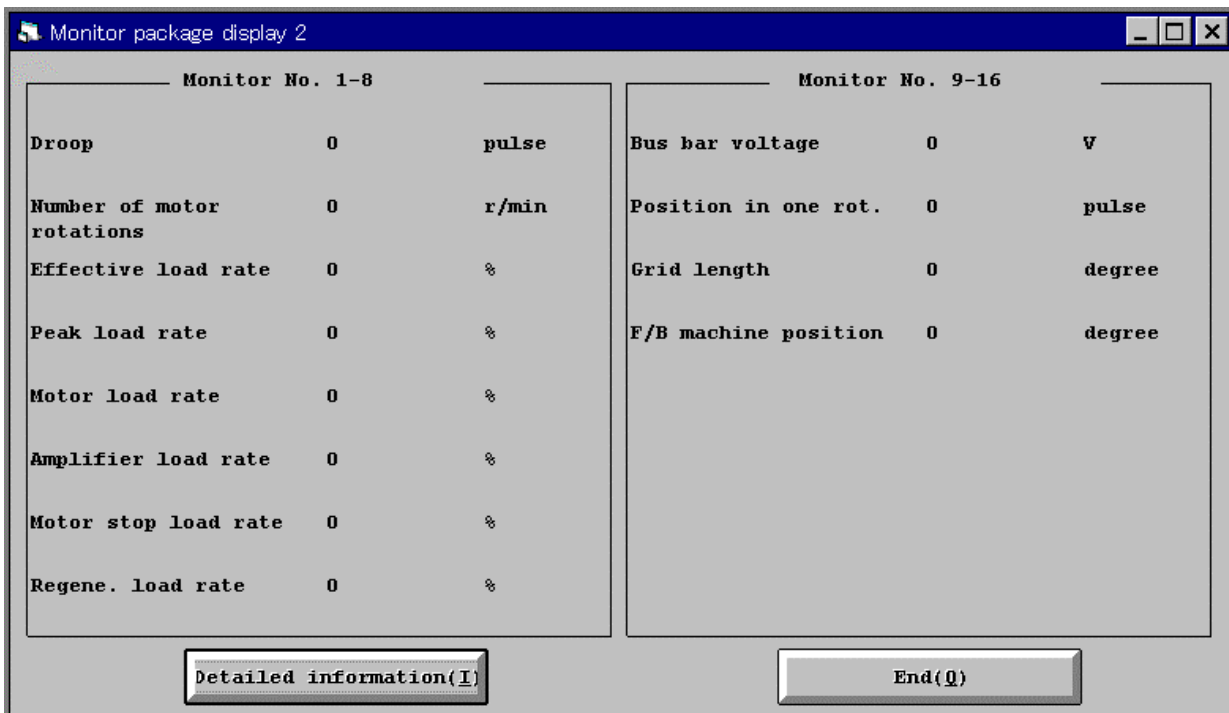 Monitor package display 2
Monitor No. 1-8
Droop 0 pulse
Number of motor 0 r/min
rotations
Effective load rate 0 %
Peak load rate 0 %
Motor load rate 0 %
Amplifier load rate 0 %
Motor stop load rate 0 %
Regene. load rate 0 %
Monitor No. 9-16
Bus bar voltage 0 V
Position in one rot. 0 pulse
Grid length 0 degree
F/B machine position 0 degree
Detailed information(I)
End(Q)